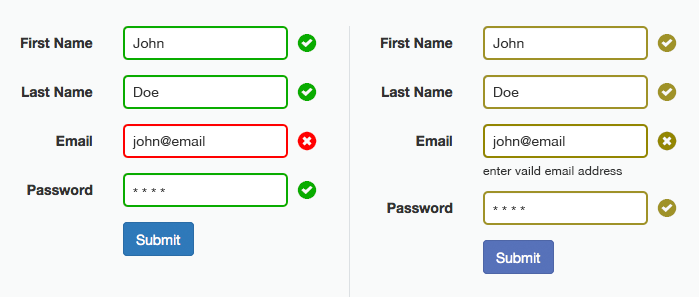 First Name John
Last Name Doe
Email john@email
Password * * * *
Submit
First Name John
Last Name Doe
Email john@email
enter vaild email address
Password * * * *
Submit